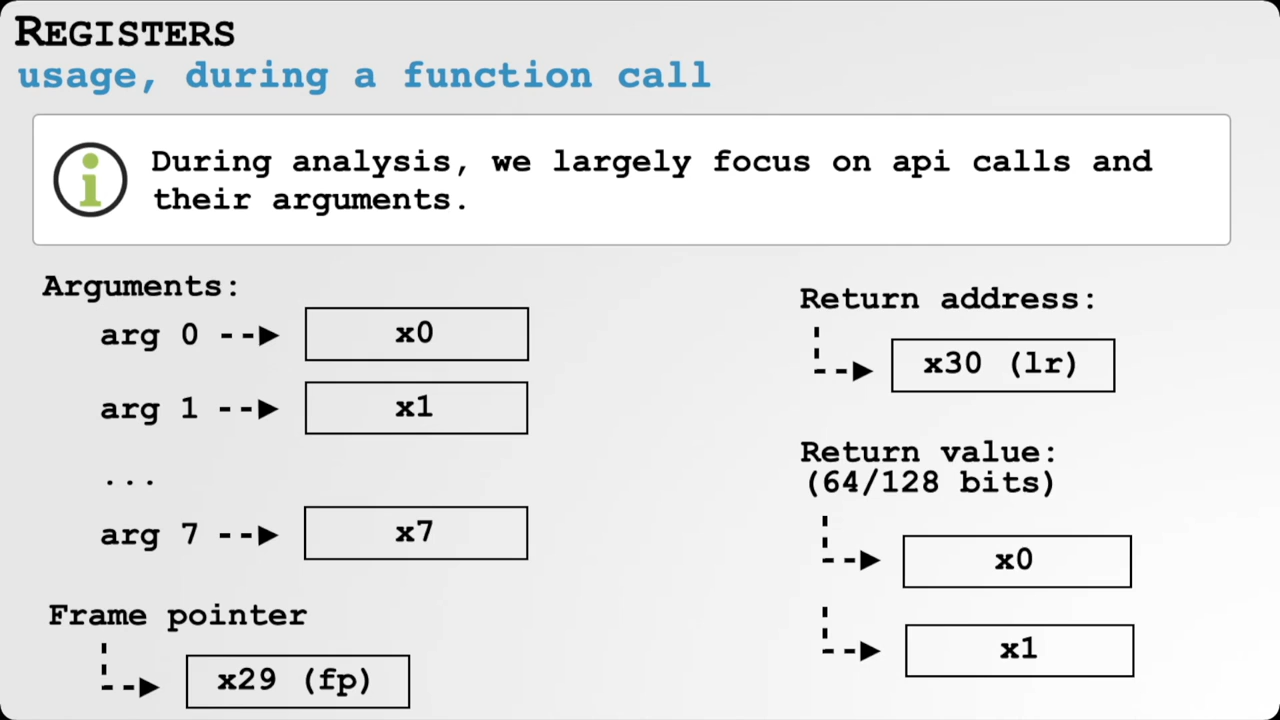 REGISTERS
usage, during a function call
During analysis, we largely focus on api calls and
their arguments.
Arguments:
arg 0
x0
arg 1
x1
...
arg 7
x7
Frame pointer
x29 (fp)
Return address:
x30 (lr)
Return value:
(64/128 bits)
x0
x1